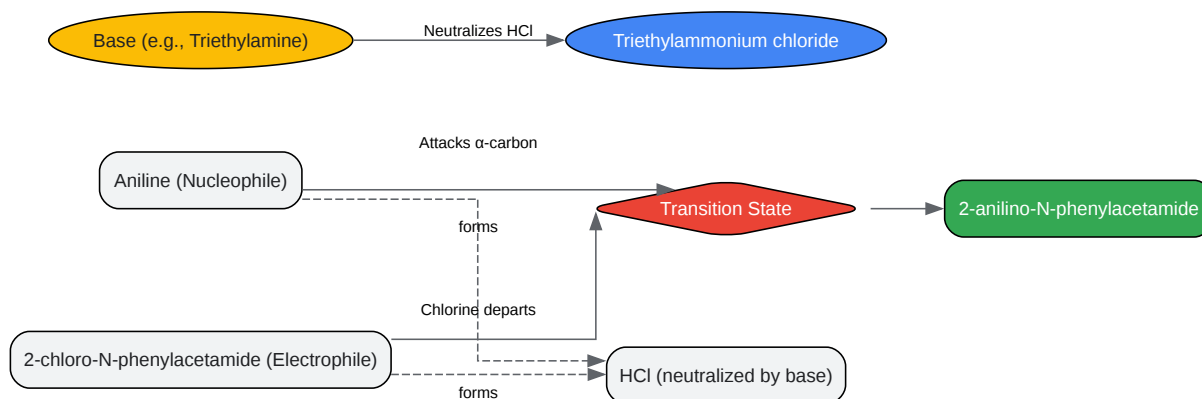 Base (e.g., Triethylamine)
Neutralizes HCl
Triethylammonium chloride
Attacks α-carbon
Aniline (Nucleophile)
Transition State
2-anilino-N-phenylacetamide
forms
Chlorine departs
2-chloro-N-phenylacetamide (Electrophile)
HCl (neutralized by base)
forms